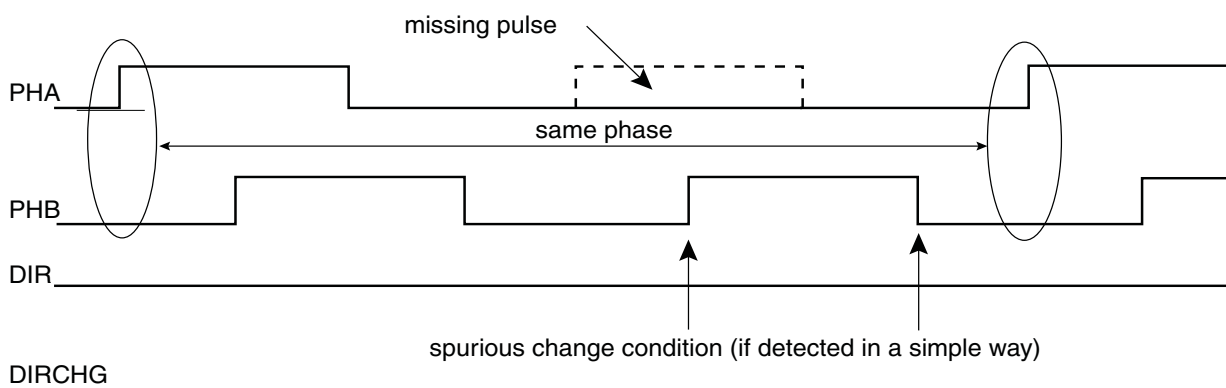 missing pulse
PHA
same phase
PHB
DIR
spurious change condition (if detected in a simple way)
DIRCHG